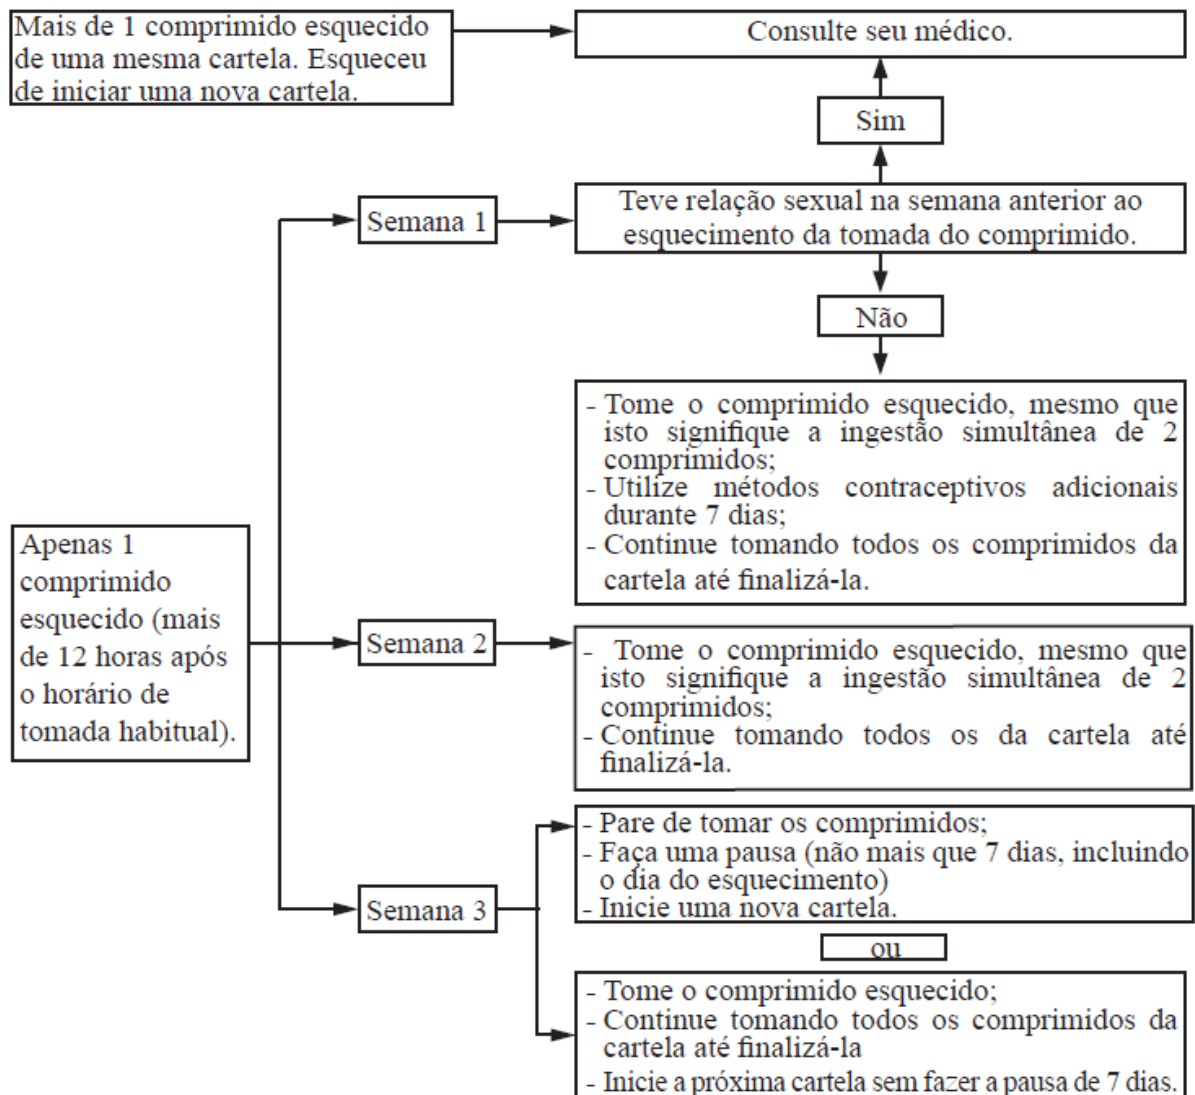 Mais de 1 comprimido esquecido
de uma mesma cartela. Esqueceu
de iniciar uma nova cartela.
Consulte seu médico.
Sim
Semana 1
Teve relação sexual na semana anterior ao
esquecimento da tomada do comprimido.
Não
- Tome o comprimido esquecido, mesmo que
isto signifique a ingestão simultânea de 2
comprimidos;
- Utilize métodos contraceptivos adicionais
durante 7 dias;
- Continue tomando todos os comprimidos da
cartela até finalizá-la.
Apenas 1
comprimido
esquecido (mais
de 12 horas após
o horário de
tomada habitual).
Semana 2
- Tome o comprimido esquecido, mesmo que
isto signifique a ingestão simultânea de 2
comprimidos;
- Continue tomando todos os da cartela até
finalizá-la.
Semana 3
- Pare de tomar os comprimidos;
- Faça uma pausa (não mais que 7 dias, incluindo
o dia do esquecimento)
- Inicie uma nova cartela.
ou
- Tome o comprimido esquecido;
- Continue tomando todos os comprimidos da
cartela até finalizá-la
- Inicie a próxima cartela sem fazer a pausa de 7 dias.